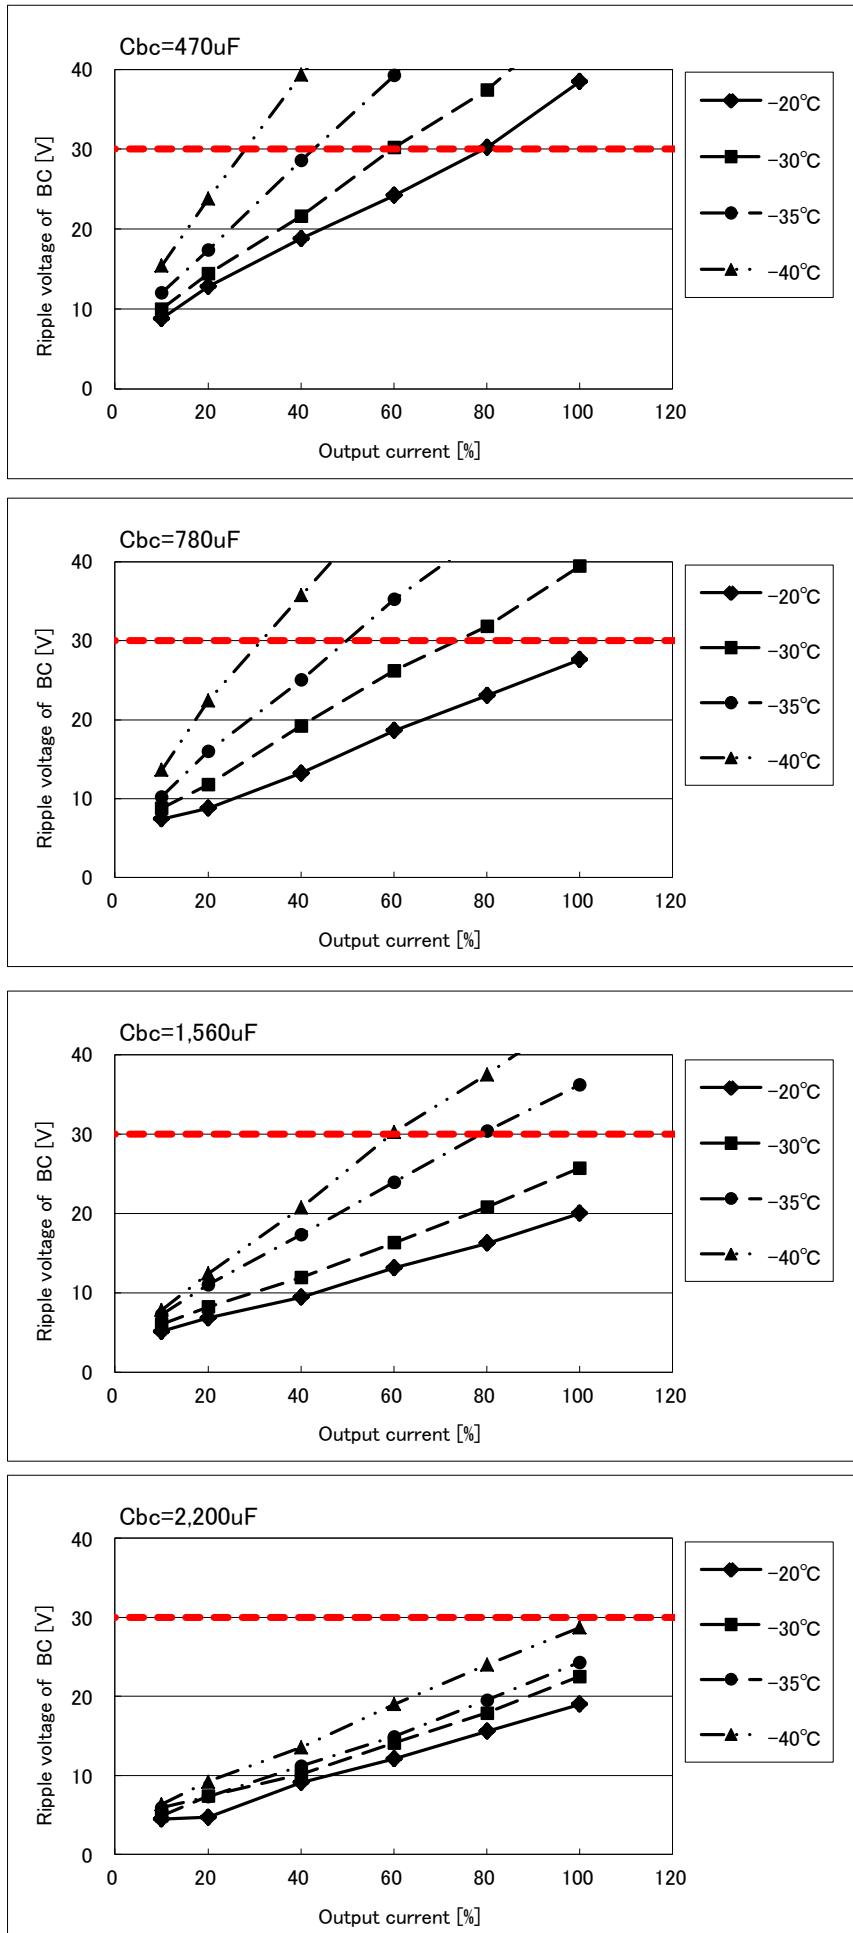 Cbc=470uF
40
30
20
10
0
Ripple voltage of BC [V]
0 20 40 60 80 100 120
Output current [%]
-20℃
-30℃
-35℃
-40℃
Cbc=780uF
40
30
20
10
0
Ripple voltage of BC [V]
0 20 40 60 80 100 120
Output current [%]
-20℃
-30℃
-35℃
-40℃
Cbc=1,560uF
40
30
20
10
0
Ripple voltage of BC [V]
0 20 40 60 80 100 120
Output current [%]
-20℃
-30℃
-35℃
-40℃
Cbc=2,200uF
40
30
20
10
0
Ripple voltage of BC [V]
0 20 40 60 80 100 120
Output current [%]
-20℃
-30℃
-35℃
-40℃